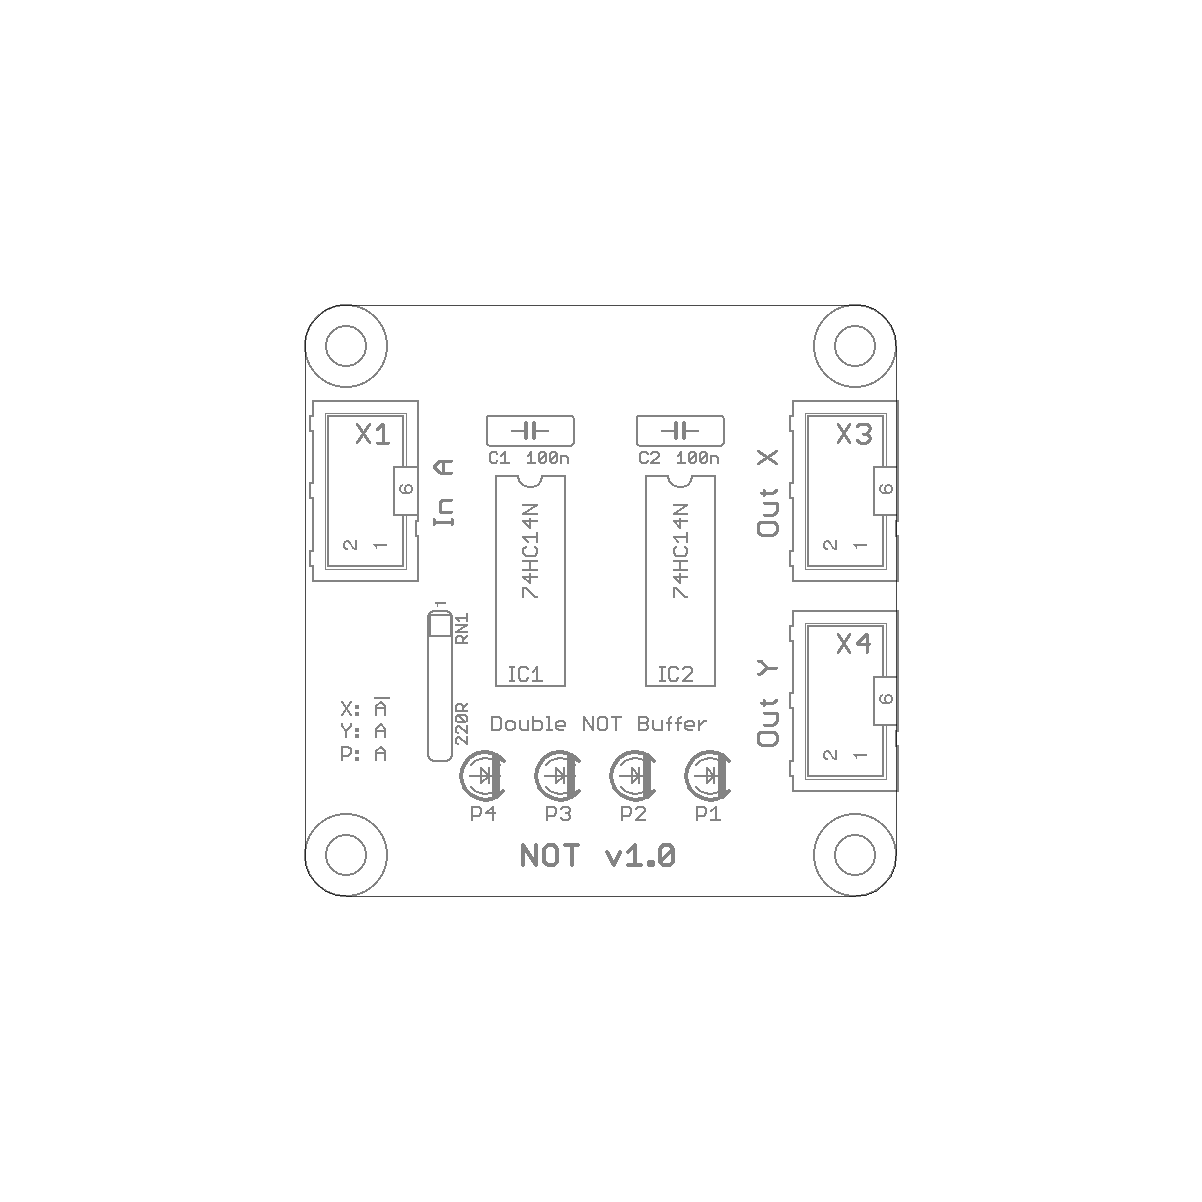 X1
X3
6
6
In A
C1 100n
C2 100n
Out X
2 1
2 1
74HC14N
74HC14N
1
RN1
X4
IC1
IC2
6
Out Y
220R
X: A̅
Y: A
P: A
Double NOT Buffer
2 1
P4 P3 P2 P1
NOT v1.0